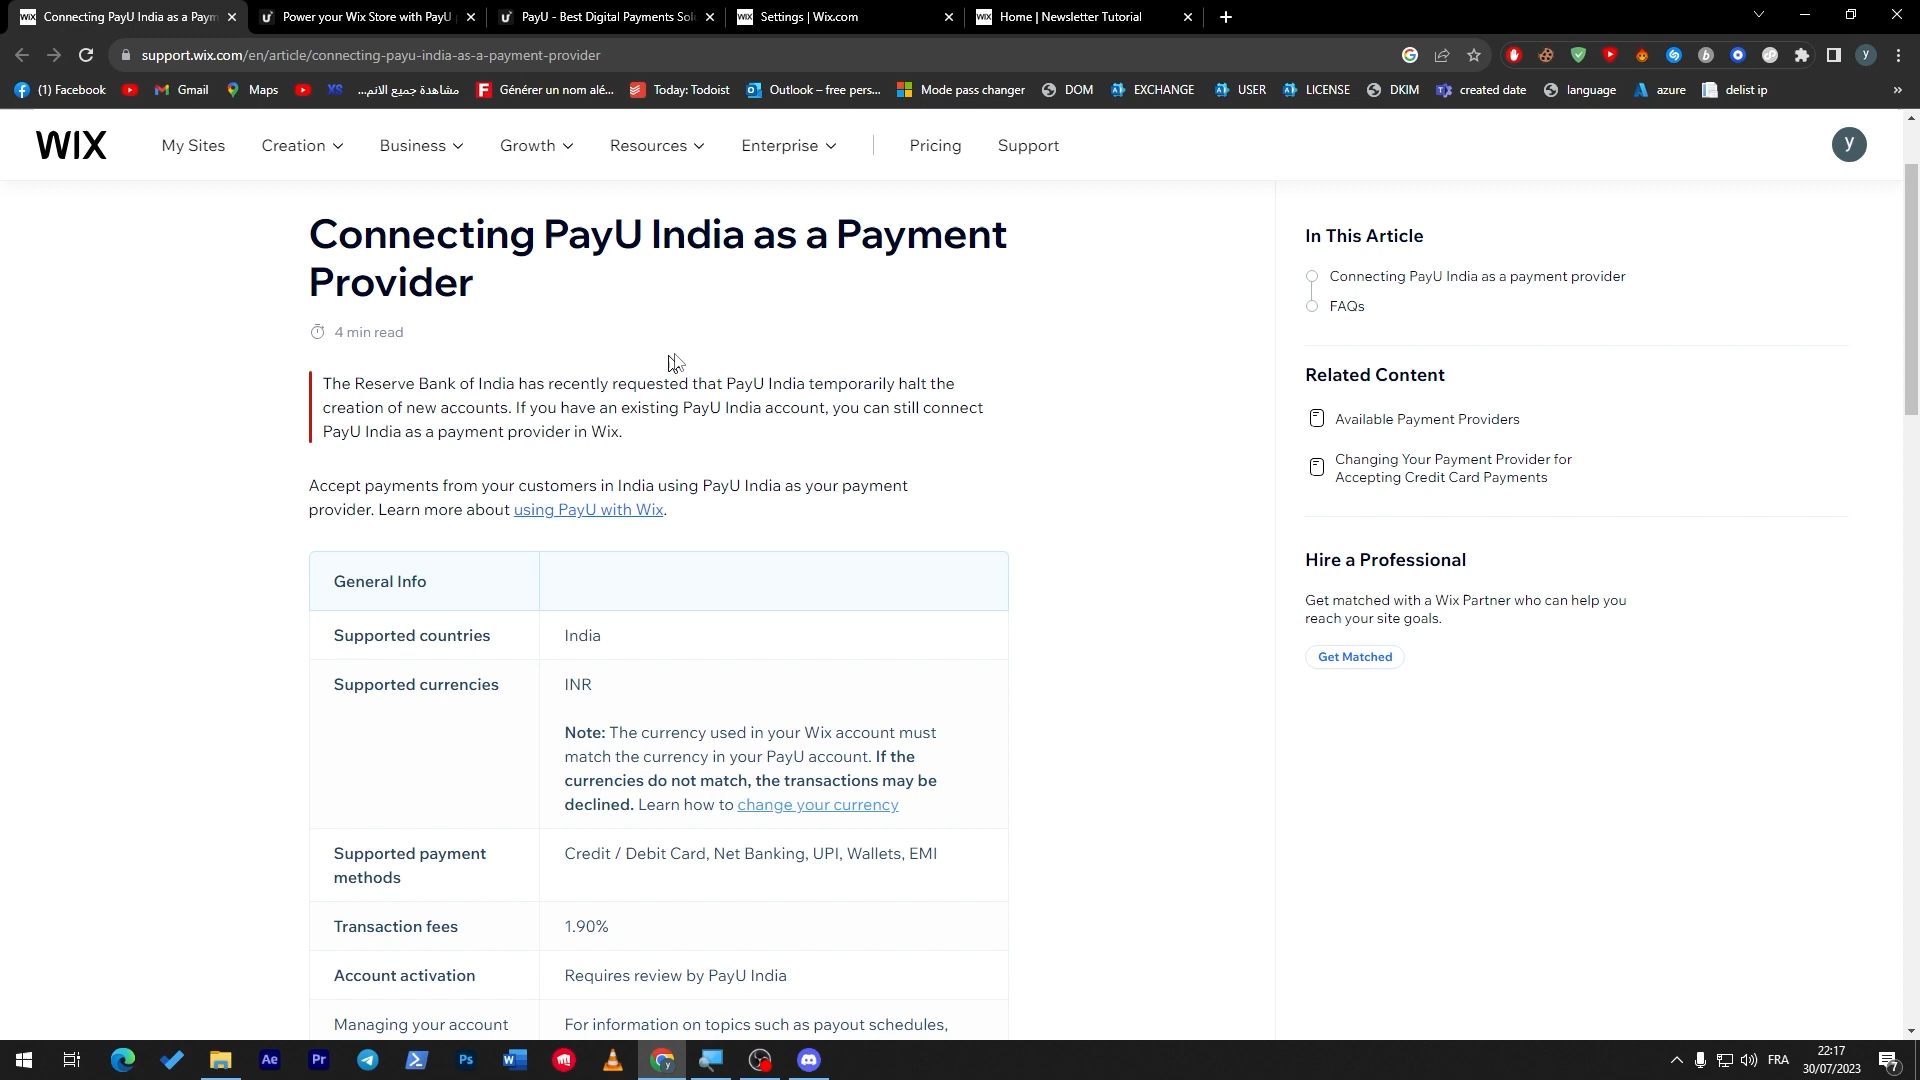 Connecting PayU India as a Paym
Power your Wix Store with PayU
PayU - Best Digital Payments Sol
Settings | Wix.com
Home | Newsletter Tutorial
support.wix.com/en/article/connecting-payu-india-as-a-payment-provider
(1) Facebook
Gmail
Maps
XS
مشاهدة جميع الانم...
Générer un nom alé...
Today: Todoist
Outlook – free pers...
Mode pass changer
DOM
EXCHANGE
USER
LICENSE
DKIM
created date
language
azure
delist ip
»
WIX
My Sites
Creation
Business
Growth
Resources
Enterprise
Pricing
Support
y
Connecting PayU India as a Payment
Provider
4 min read
The Reserve Bank of India has recently requested that PayU India temporarily halt the
creation of new accounts. If you have an existing PayU India account, you can still connect
PayU India as a payment provider in Wix.
Accept payments from your customers in India using PayU India as your payment
provider. Learn more about using PayU with Wix.
General Info
Supported countries
India
Supported currencies
INR
Note: The currency used in your Wix account must
match the currency in your PayU account. If the
currencies do not match, the transactions may be
declined. Learn how to change your currency
Supported payment
methods
Credit / Debit Card, Net Banking, UPI, Wallets, EMI
Transaction fees
1.90%
Account activation
Requires review by PayU India
Managing your account
For information on topics such as payout schedules,
In This Article
Connecting PayU India as a payment provider
FAQs
Related Content
Available Payment Providers
Changing Your Payment Provider for
Accepting Credit Card Payments
Hire a Professional
Get matched with a Wix Partner who can help you
reach your site goals.
Get Matched
Ae
Pr
Ps
FRA
22:17
30/07/2023
7